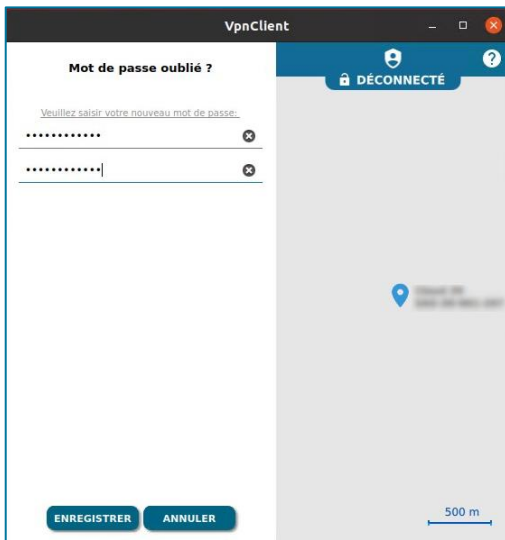 VpnClient
Mot de passe oublié ?
Veuillez saisir votre nouveau mot de passe:
••••••••••••
••••••••••••
ENREGISTRER
ANNULER
DÉCONNECTÉ
500 m